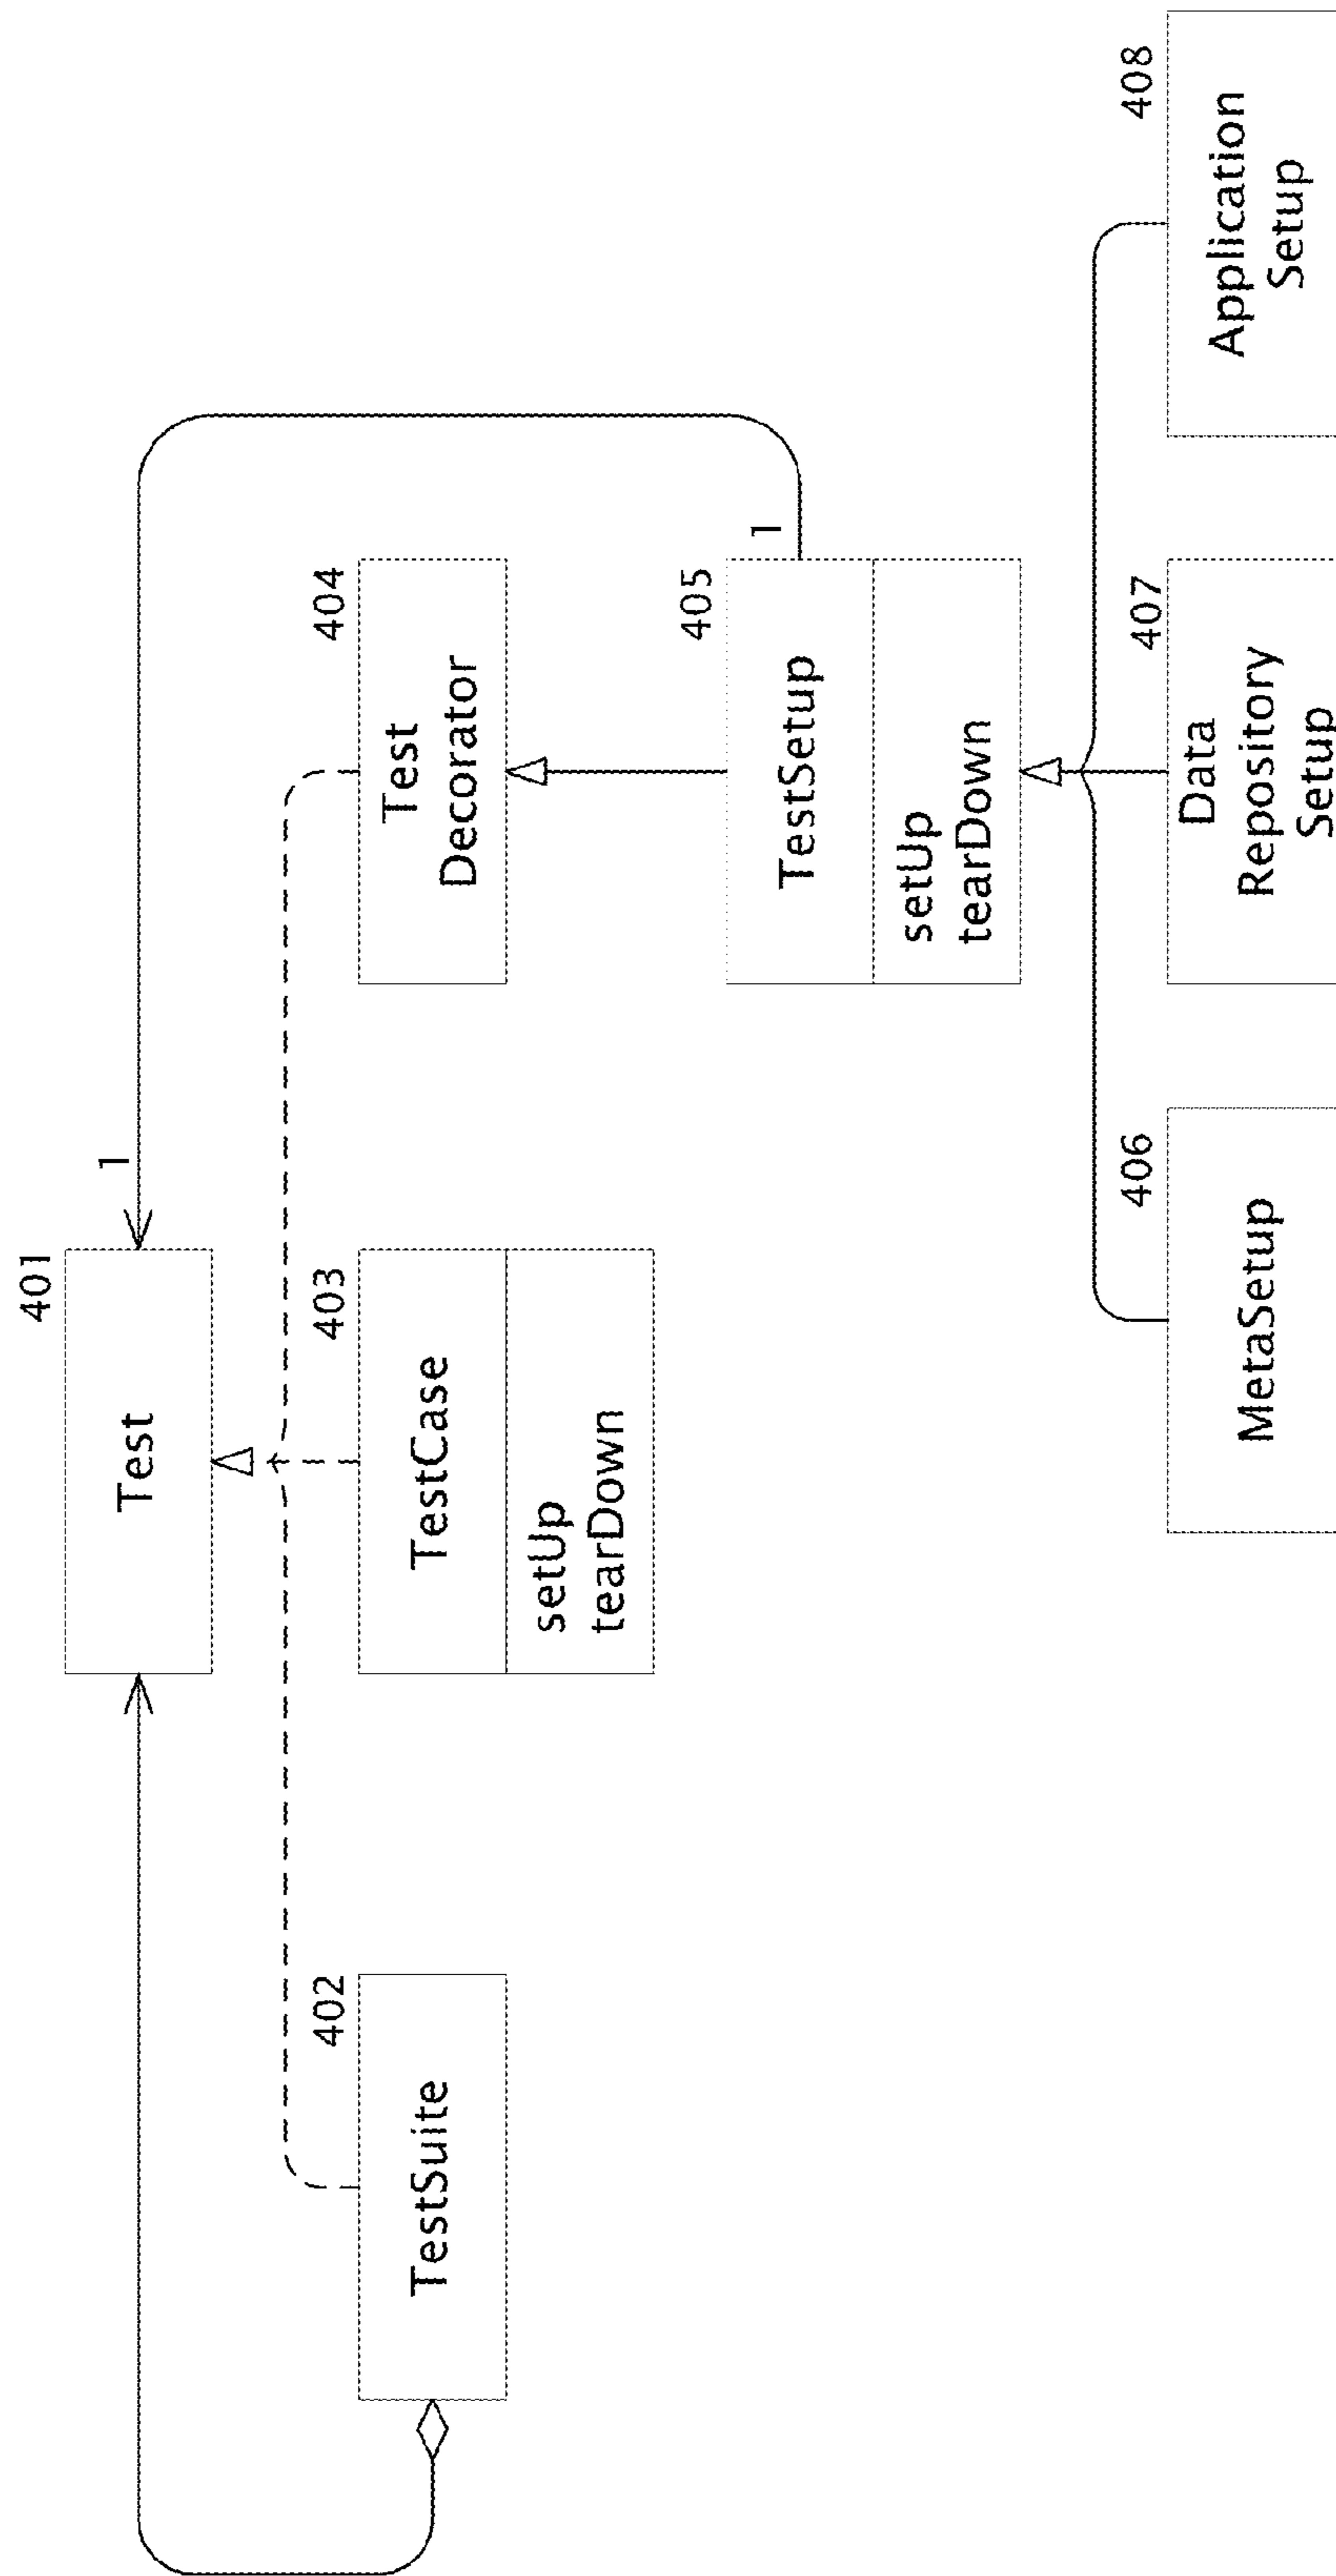 401
Test
1
402
TestSuite
403
TestCase
setUp
tearDown
404
Test
Decorator
405
TestSetup
1
setUp
tearDown
406
MetaSetup
407
Data
Repository
Setup
408
Application
Setup